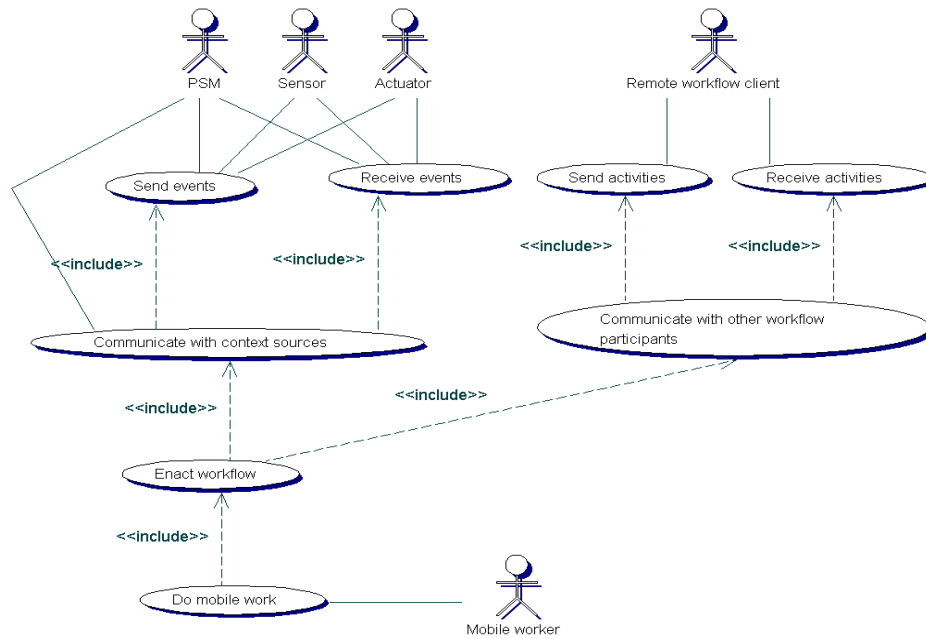 PSM
Sensor
Actuator
Remote workflow client
Send events
Receive events
Send activities
Receive activities
<<include>>
<<include>>
<<include>>
<<include>>
Communicate with context sources
Communicate with other workflow
participants
<<include>>
<<include>>
Enact workflow
<<include>>
Do mobile work
Mobile worker